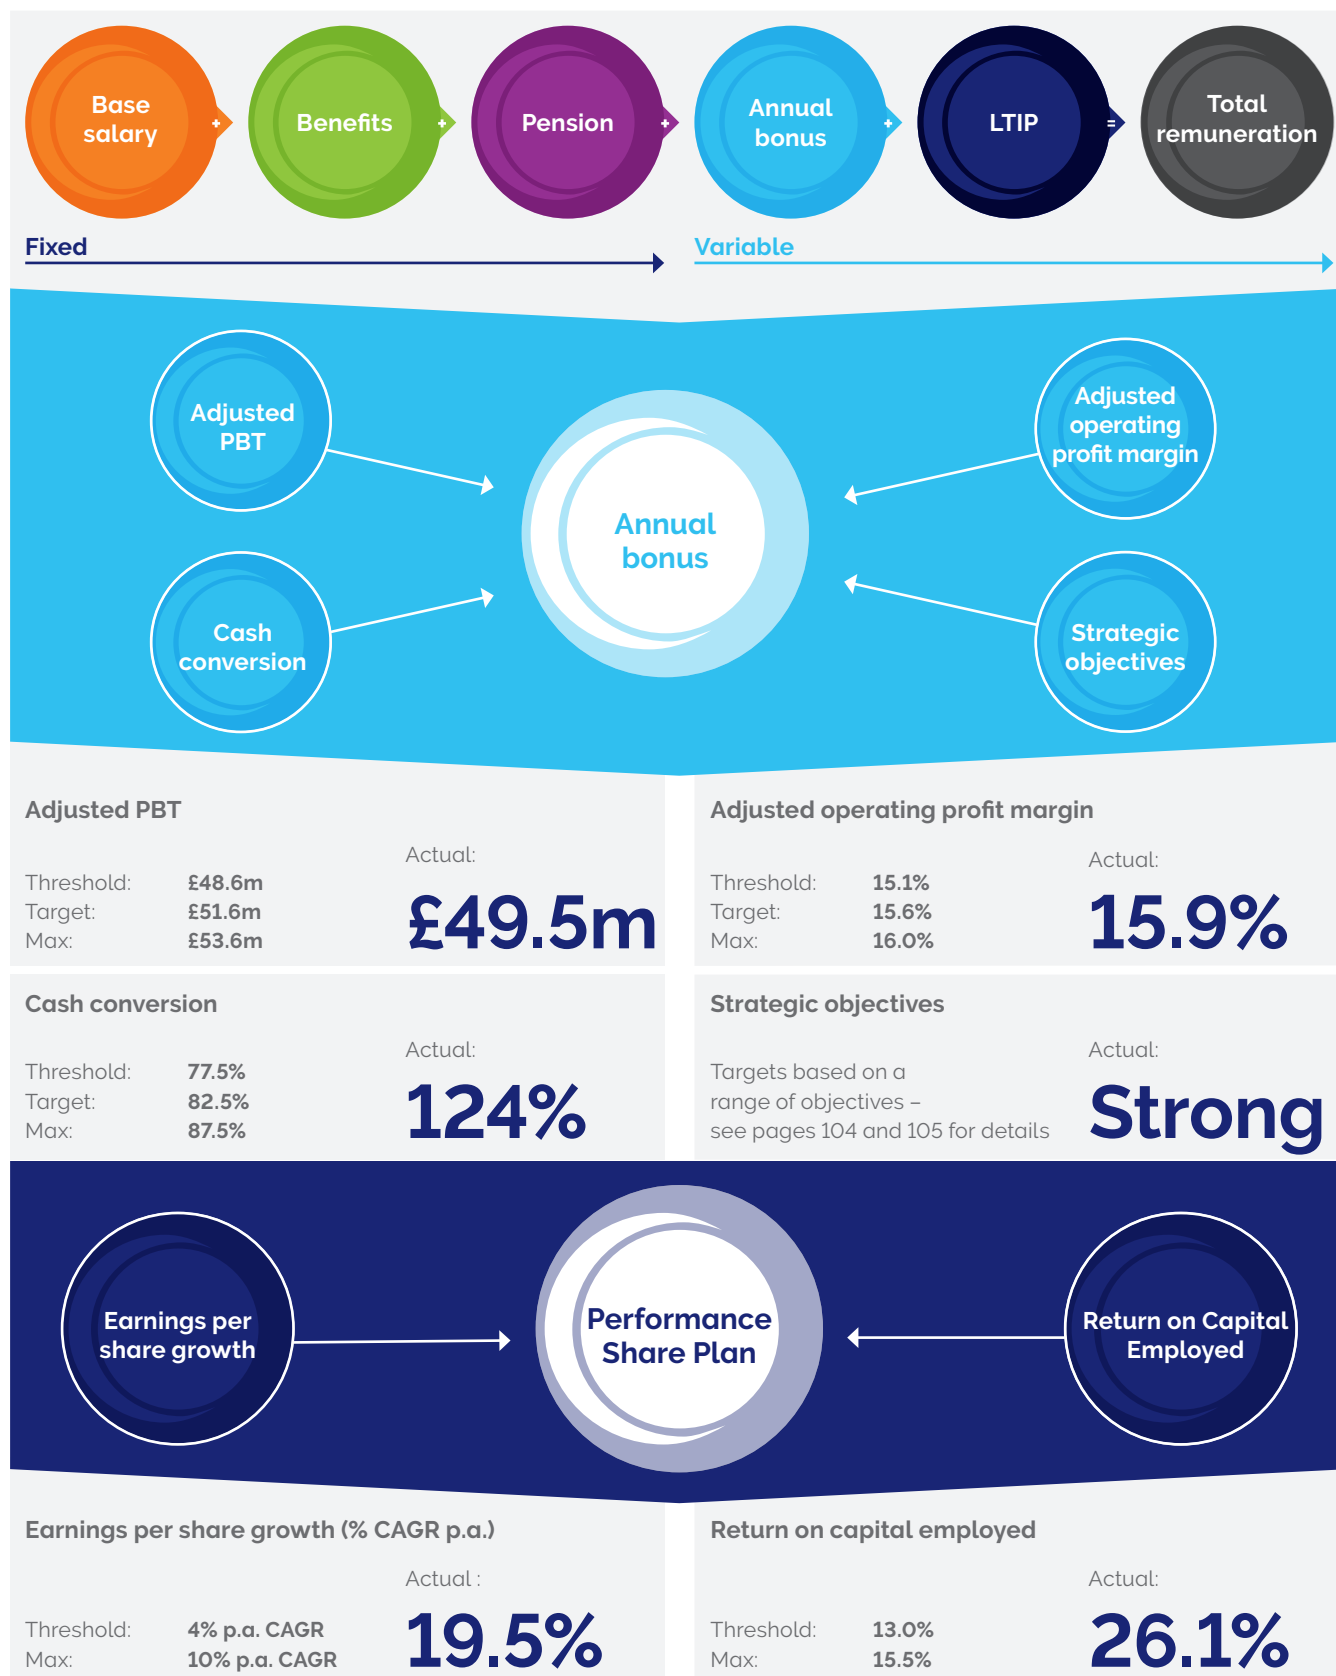 Base
salary
+
Benefits
+
Pension
+
Annual
bonus
+
LTIP
=
Total
remuneration
Fixed
Variable
Adjusted
PBT
Adjusted
operating
profit margin
Annual
bonus
Cash
conversion
Strategic
objectives
Adjusted PBT
Actual:
Threshold: £48.6m
Target: £51.6m
Max: £53.6m
£49.5m
Adjusted operating profit margin
Actual:
Threshold: 15.1%
Target: 15.6%
Max: 16.0%
15.9%
Cash conversion
Actual:
Threshold: 77.5%
Target: 82.5%
Max: 87.5%
124%
Strategic objectives
Actual:
Targets based on a
range of objectives –
see pages 104 and 105 for details
Strong
Earnings per
share growth
Performance
Share Plan
Return on Capital
Employed
Earnings per share growth (% CAGR p.a.)
Actual :
Threshold: 4% p.a. CAGR
Max: 10% p.a. CAGR
19.5%
Return on capital employed
Actual:
Threshold: 13.0%
Max: 15.5%
26.1%